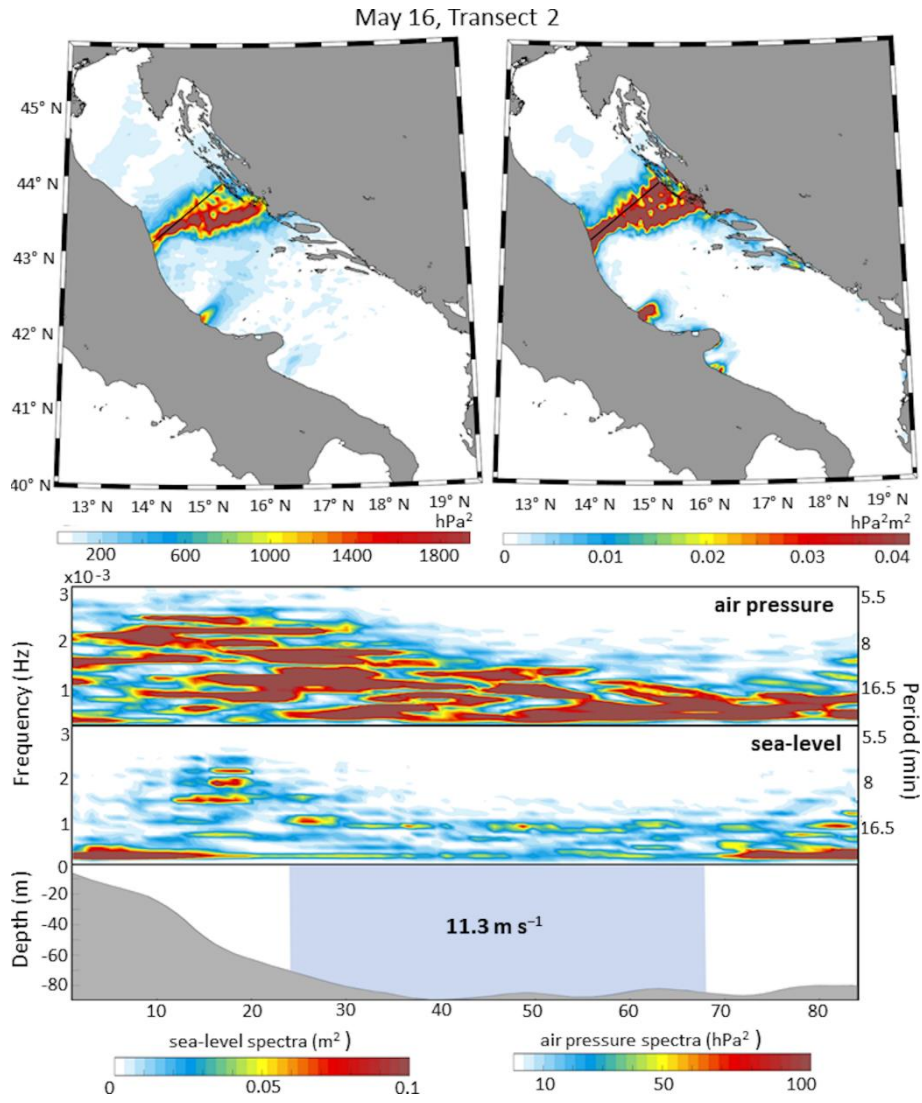 May 16, Transect 2
45° N
44° N
43° N
42° N
41° N
40° N
13° N 14° N 15° N 16° N 17° N 18° N 19° N
13° N 14° N 15° N 16° N 17° N 18° N 19° N
hPa²
200 600 1000 1400 1800
hPa²m²
0 0.01 0.02 0.03 0.04
x10⁻³
3
2
1
air pressure
5.5
8
16.5
Frequency (Hz)
Period (min)
3
2
1
0
sea-level
5.5
8
16.5
Depth (m)
-20
-40
-60
-80
11.3 m s⁻¹
10 20 30 40 50 60 70 80
sea-level spectra (m²)
0 0.05 0.1
air pressure spectra (hPa²)
10 50 100